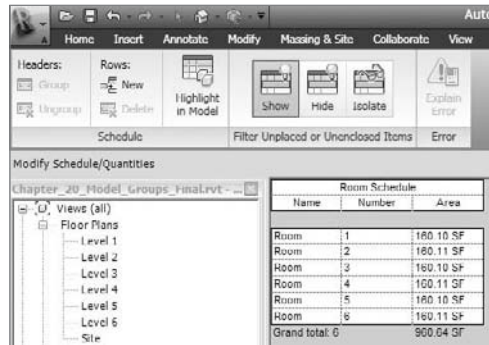 Auto
Home Insert Annotate Modify Massing & Site Collaborate View
Headers: Rows:
Group New
Ungroup Delete
Highlight in Model
Show Hide Isolate
Explain Error
Schedule Filter Unplaced or Unenclosed Items Error
Modify Schedule/Quantities
Chapter_20_Model_Groups_Final.rvt - ...
Views (all)
Floor Plans
Level 1
Level 2
Level 3
Level 4
Level 5
Level 6
Site
Room Schedule
Name Number Area
Room 1 160.10 SF
Room 2 160.11 SF
Room 3 160.10 SF
Room 4 160.11 SF
Room 5 160.10 SF
Room 6 160.11 SF
Grand total: 6 960.64 SF